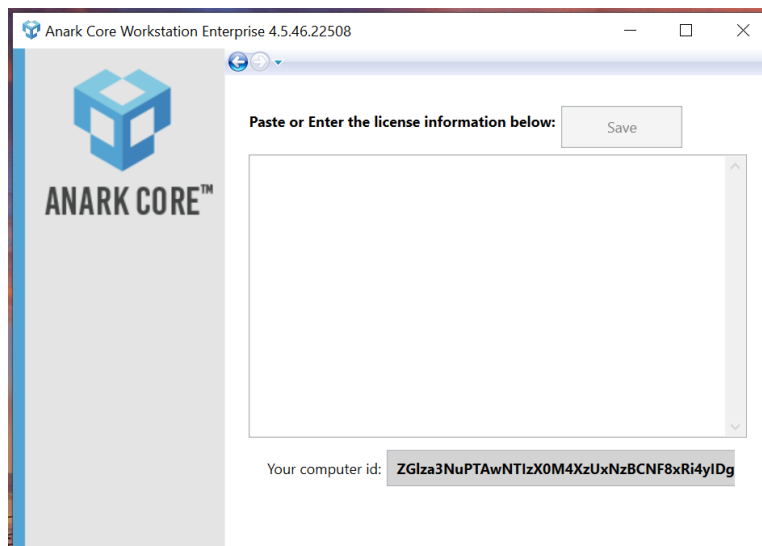 Anark Core Workstation Enterprise 4.5.46.22508
ANARK CORE™
Paste or Enter the license information below:
Save
Your computer id: ZGlza3NuPTAwNTIzX0M4XzUxNzBCNF8xRi4yIDg